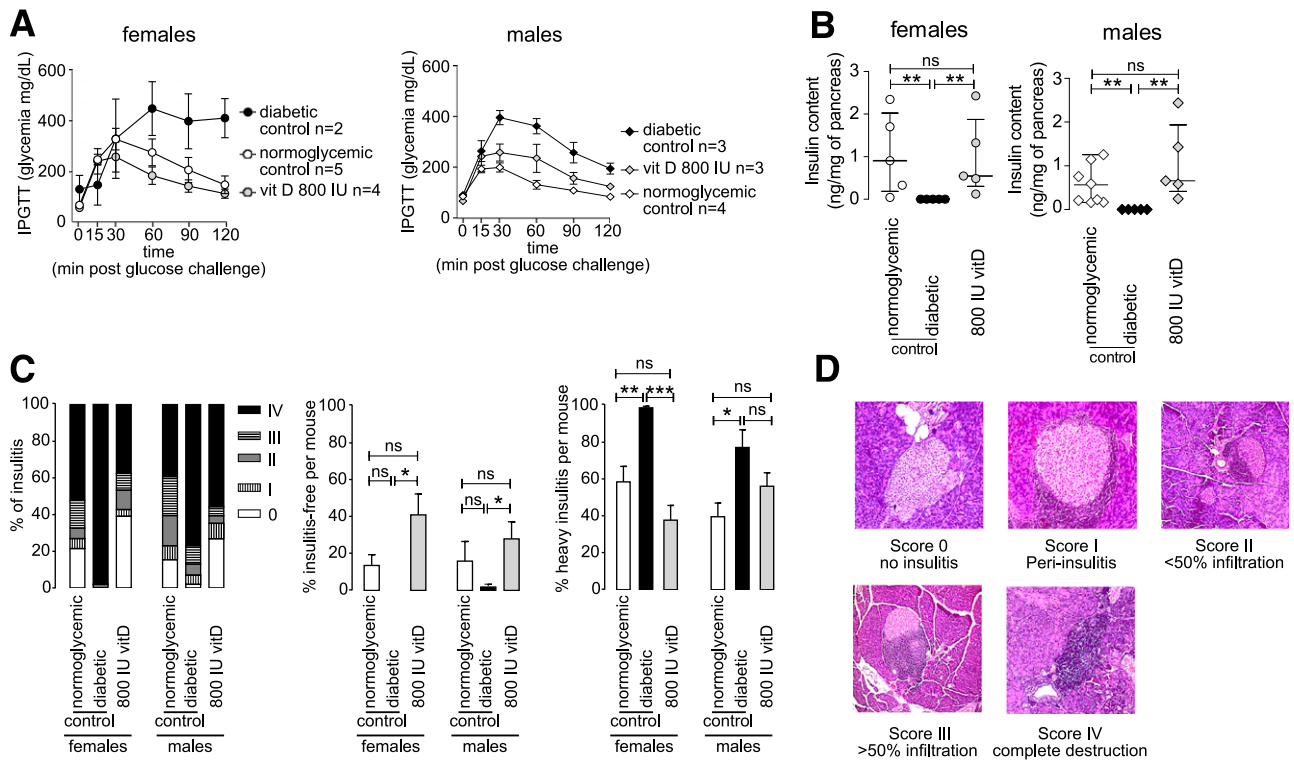 A
females
IPGTT (glycemia mg/dL)
600
400
200
0
0 15 30 60 90 120
time
(min post glucose challenge)
diabetic
control n=2
normoglycemic
control n=5
vit D 800 IU n=4
males
IPGTT (glycemia mg/dL)
600
400
200
0
0 15 30 60 90 120
time
(min post glucose challenge)
diabetic
control n=3
vit D 800 IU n=3
normoglycemic
control n=4
B
females
Insulin content
(ng/mg of pancreas)
3
2
1
0
ns
** **
normoglycemic
diabetic
800 IU vitD
control
males
Insulin content
(ng/mg of pancreas)
3
2
1
0
ns
** **
normoglycemic
diabetic
800 IU vitD
control
C
% of insulitis
100
80
60
40
20
0
IV
III
II
I
0
normoglycemic
diabetic
800 IU vitD
normoglycemic
diabetic
800 IU vitD
control control
females males
% insulitis-free per mouse
100
80
60
40
20
0
ns
ns *
ns
ns *
normoglycemic
diabetic
800 IU vitD
normoglycemic
diabetic
800 IU vitD
control control
females males
% heavy insulitis per mouse
100
80
60
40
20
0
ns
** ***
ns
* ns
normoglycemic
diabetic
800 IU vitD
normoglycemic
diabetic
800 IU vitD
control control
females males
D
Score 0
no insulitis
Score I
Peri-insulitis
Score II
<50% infiltration
Score III
>50% infiltration
Score IV
complete destruction